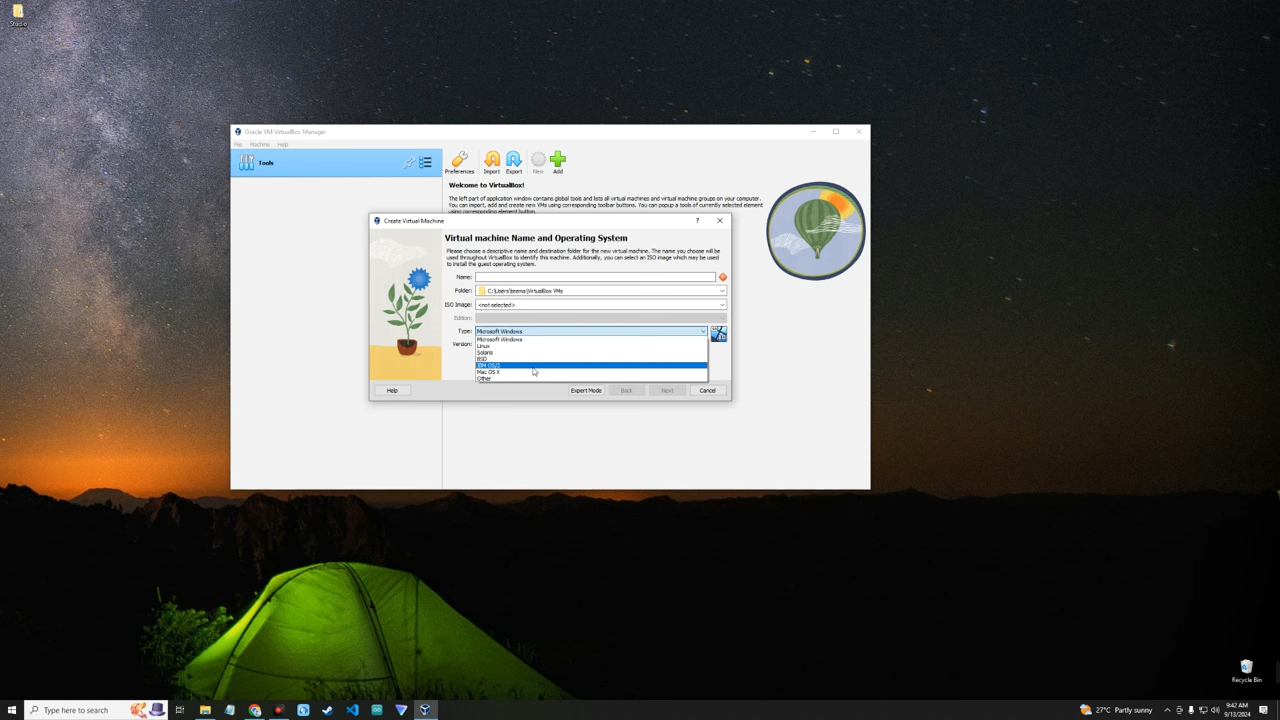 Studio
Oracle VM VirtualBox Manager
File Machine Help
Tools
Preferences Import Export New Add
Welcome to VirtualBox!
The left part of application window contains global tools and lists all virtual machines and virtual machine groups on your computer.
You can import, add and create new VMs using corresponding toolbar buttons. You can popup a tools of currently selected element
using corresponding element button.
Create Virtual Machine
?
Virtual machine Name and Operating System
Please choose a descriptive name and destination folder for the new virtual machine. The name you choose will be
used throughout VirtualBox to identify this machine. Additionally, you can select an ISO image which may be used
to install the guest operating system.
Name:
Folder: C:\Users\teema\VirtualBox VMs
ISO Image: <not selected>
Edition:
Type: Microsoft Windows
Version:
Microsoft Windows
Linux
Solaris
BSD
IBM OS/2
Mac OS X
Other
Help Expert Mode Back Next Cancel
Recycle Bin
Type here to search
27°C Partly sunny
9:42 AM
9/13/2024